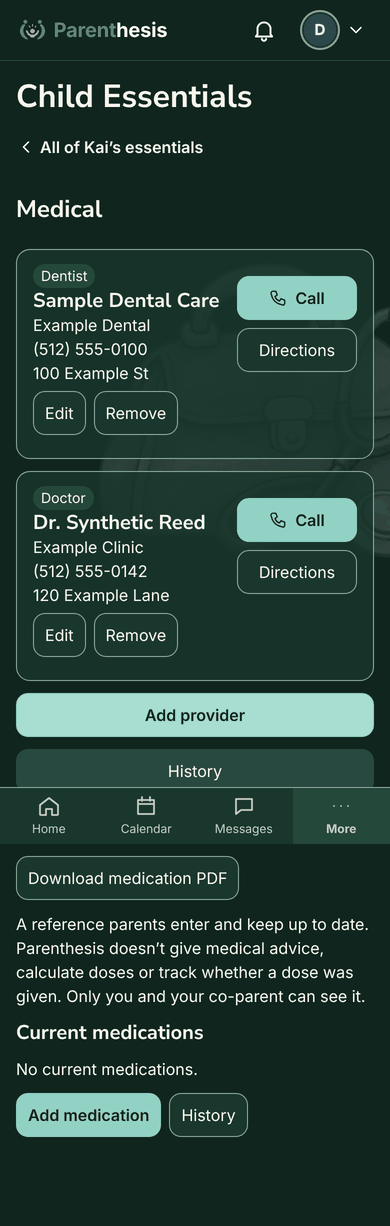 Parenthesis
D
Child Essentials
All of Kai’s essentials
Medical
Dentist
Sample Dental Care
Example Dental
(512) 555-0100
100 Example St
Call
Directions
Edit
Remove
Doctor
Dr. Synthetic Reed
Example Clinic
(512) 555-0142
120 Example Lane
Call
Directions
Edit
Remove
Add provider
History
Home
Calendar
Messages
More
Download medication PDF
A reference parents enter and keep up to date.
Parenthesis doesn’t give medical advice,
calculate doses or track whether a dose was
given. Only you and your co-parent can see it.
Current medications
No current medications.
Add medication
History